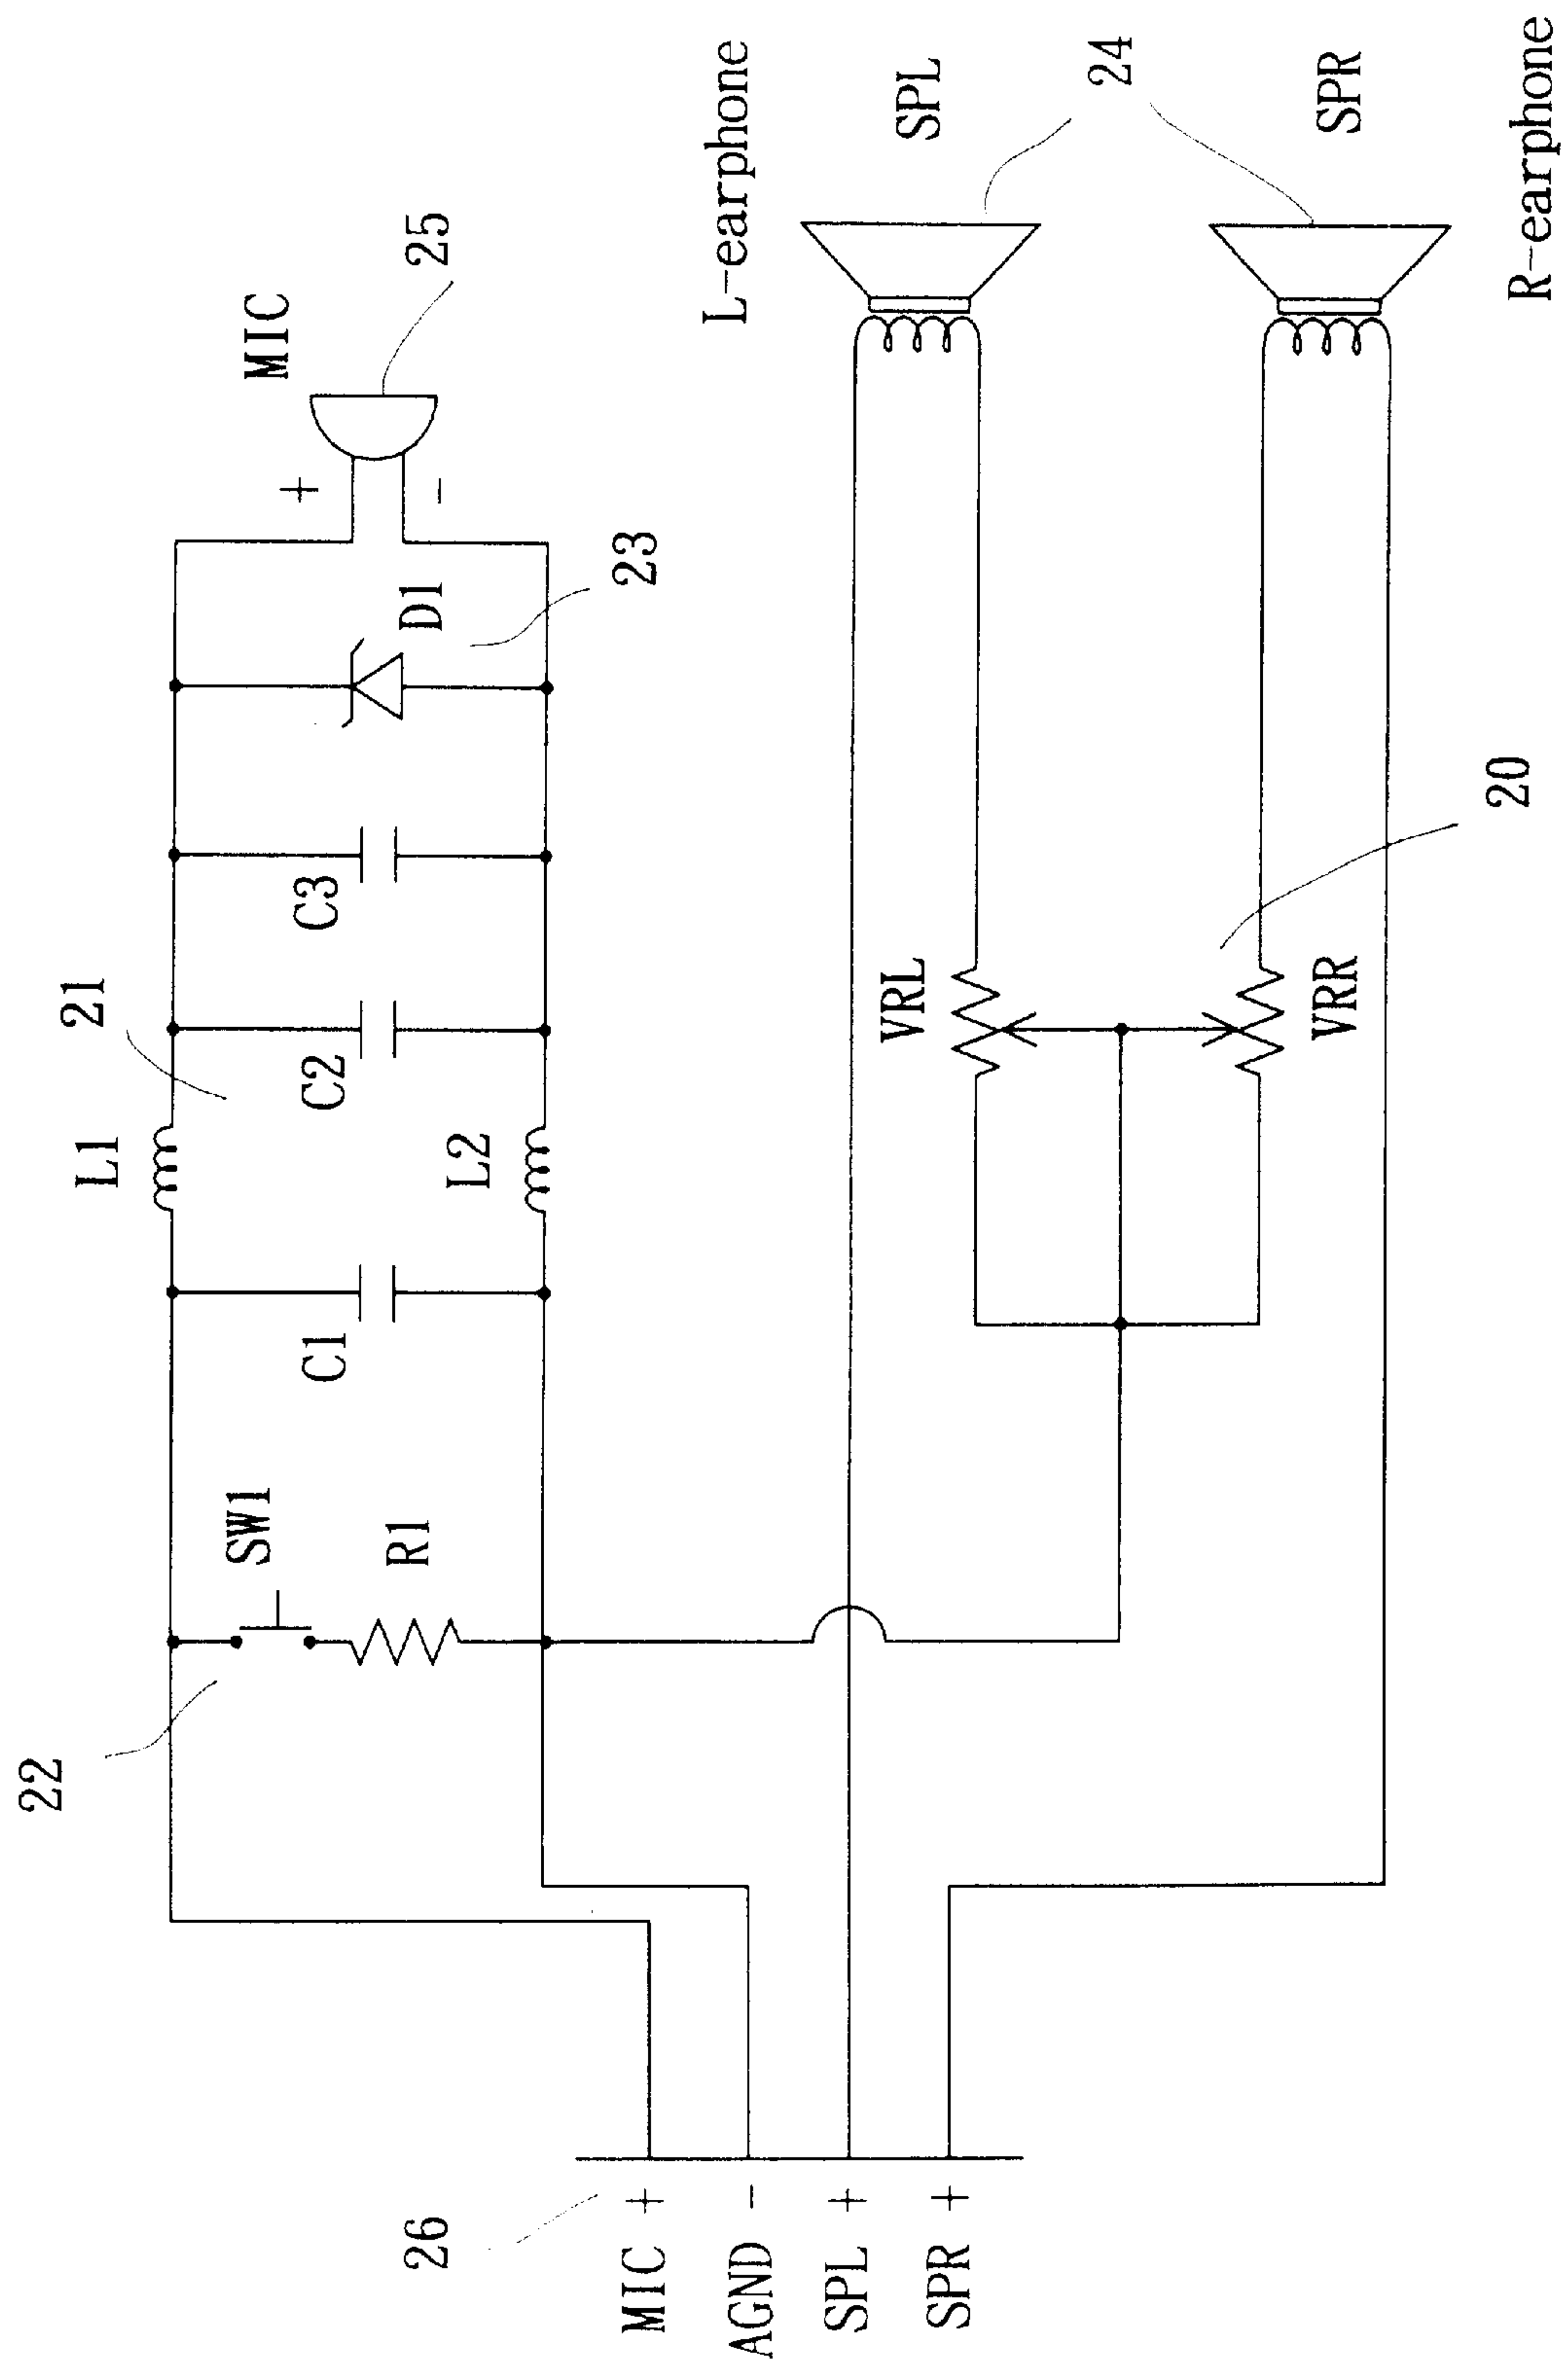 MIC
25
L1
21
C3
D1
23
22
SW1
C1
C2
R1
L2
L-earphone
SPL
24
26
MIC +
AGND -
SPL +
SPR +
+
-
VRL
VRR
20
SPR
R-earphone